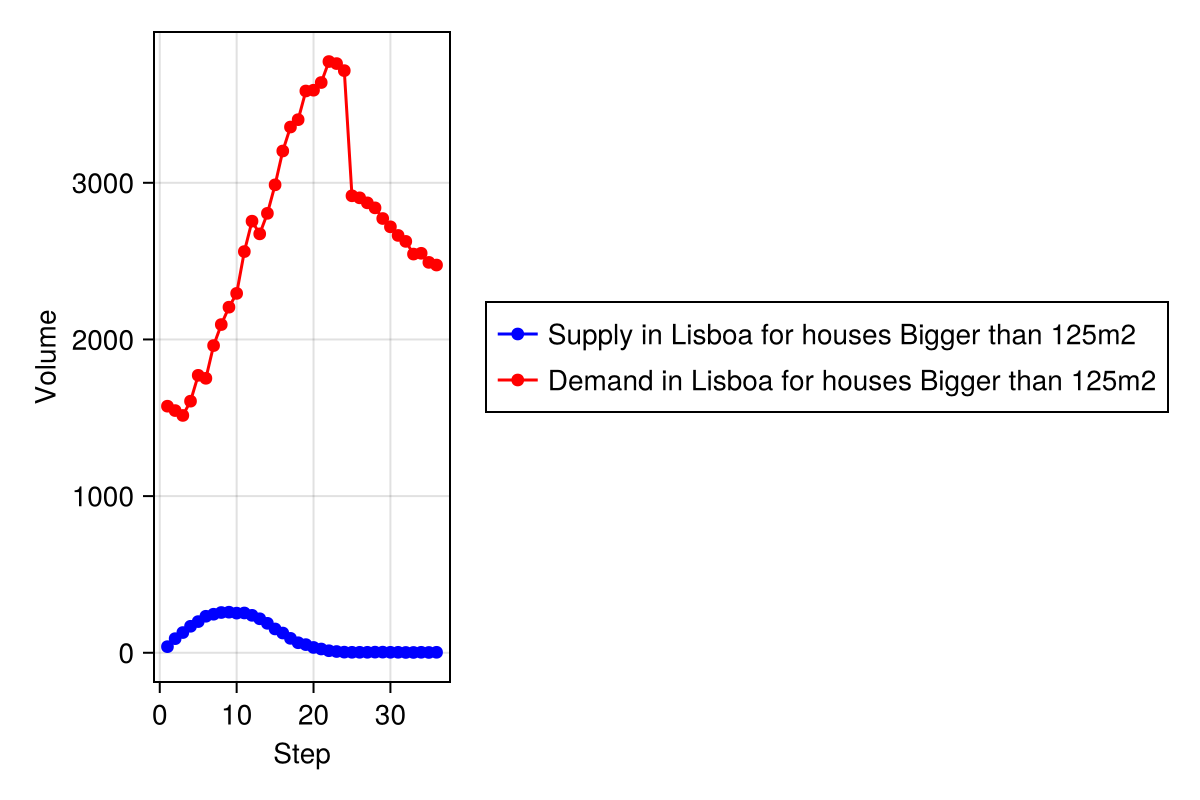 Volume
3000
2000
1000
0
0 10 20 30
Step
Supply in Lisboa for houses Bigger than 125m2
Demand in Lisboa for houses Bigger than 125m2